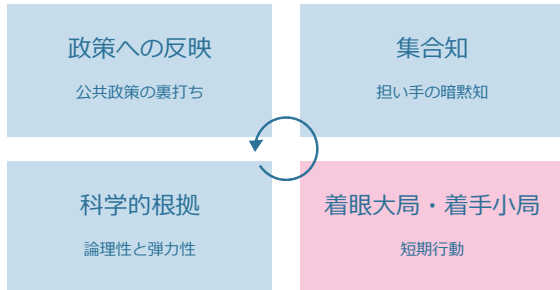 政策への反映
公共政策の裏打ち
集合知
担い手の暗黙知
科学的根拠
論理性と弾力性
着眼大局・着手小局
短期行動